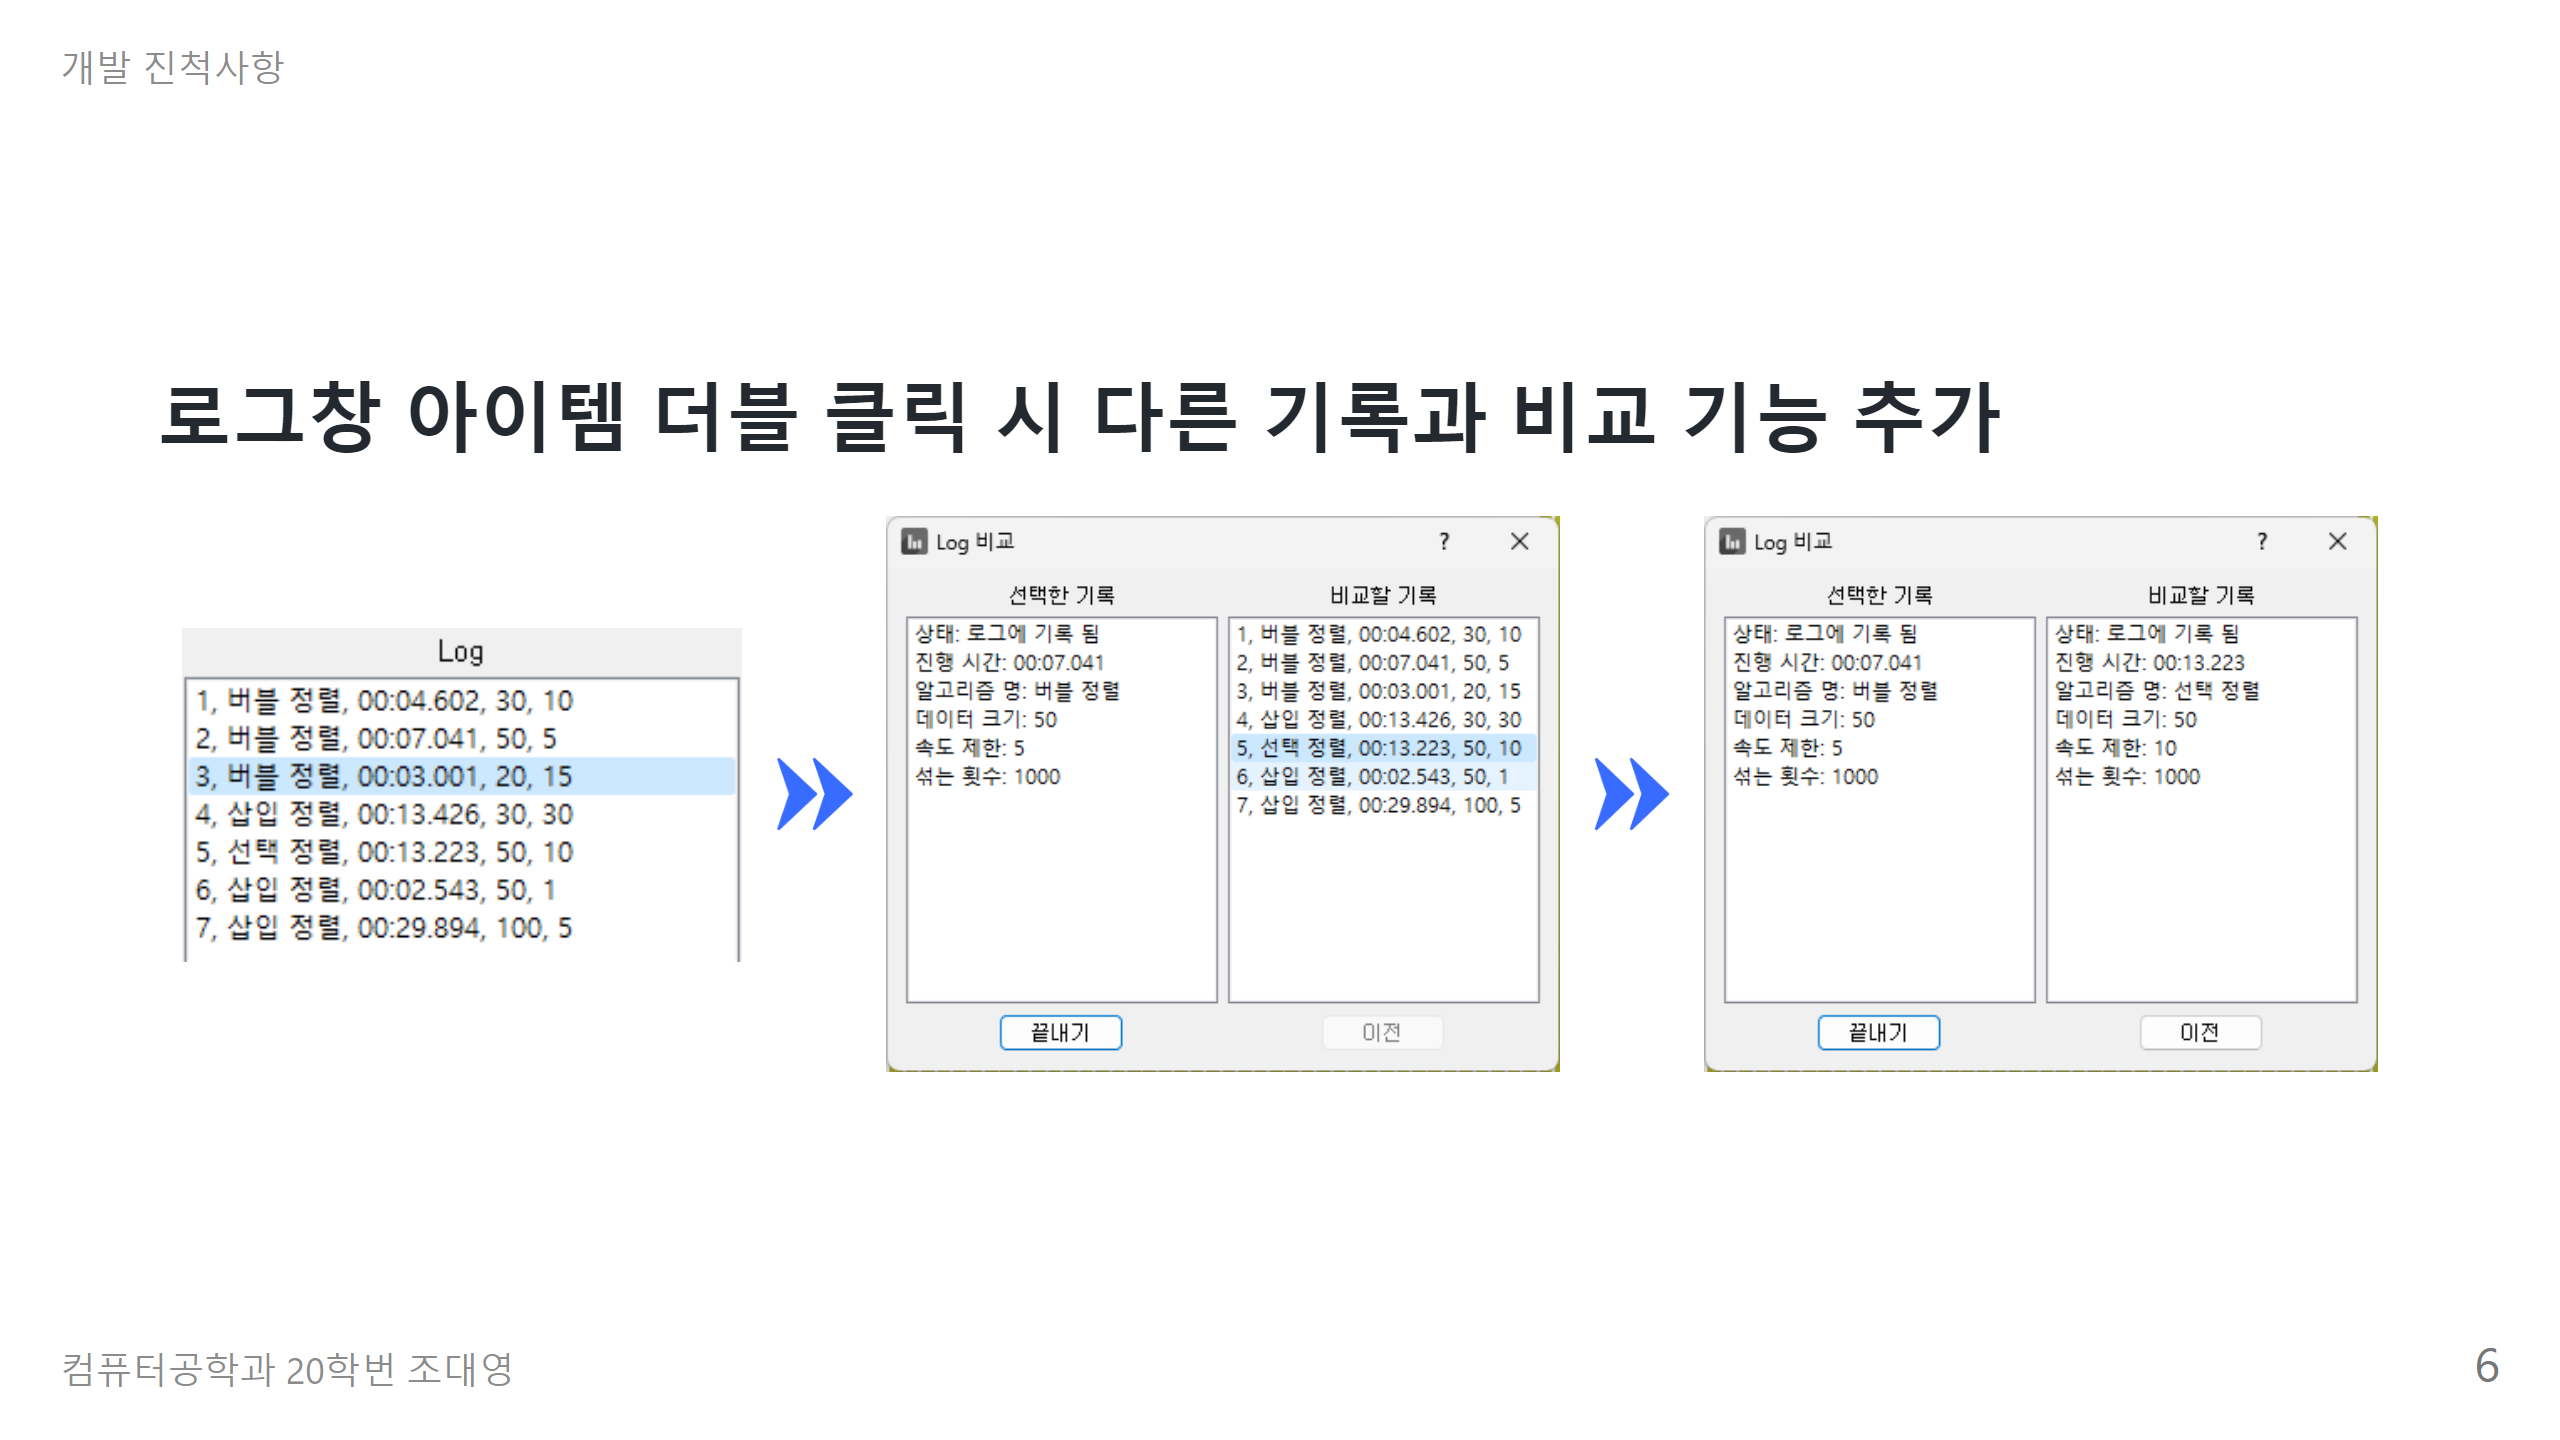 개발 진척사항
로그창 아이템 더블 클릭 시 다른 기록과 비교 기능 추가
Log
1, 버블 정렬, 00:04.602, 30, 10
2, 버블 정렬, 00:07.041, 50, 5
3, 버블 정렬, 00:03.001, 20, 15
4, 삽입 정렬, 00:13.426, 30, 30
5, 선택 정렬, 00:13.223, 50, 10
6, 삽입 정렬, 00:02.543, 50, 1
7, 삽입 정렬, 00:29.894, 100, 5
Log 비교
?
선택한 기록
상태: 로그에 기록 됨
진행 시간: 00:07.041
알고리즘 명: 버블 정렬
데이터 크기: 50
속도 제한: 5
섞는 횟수: 1000
끝내기
비교할 기록
1, 버블 정렬, 00:04.602, 30, 10
2, 버블 정렬, 00:07.041, 50, 5
3, 버블 정렬, 00:03.001, 20, 15
4, 삽입 정렬, 00:13.426, 30, 30
5, 선택 정렬, 00:13.223, 50, 10
6, 삽입 정렬, 00:02.543, 50, 1
7, 삽입 정렬, 00:29.894, 100, 5
이전
Log 비교
?
선택한 기록
상태: 로그에 기록 됨
진행 시간: 00:07.041
알고리즘 명: 버블 정렬
데이터 크기: 50
속도 제한: 5
섞는 횟수: 1000
끝내기
비교할 기록
상태: 로그에 기록 됨
진행 시간: 00:13.223
알고리즘 명: 선택 정렬
데이터 크기: 50
속도 제한: 10
섞는 횟수: 1000
이전
컴퓨터공학과 20학번 조대영
6